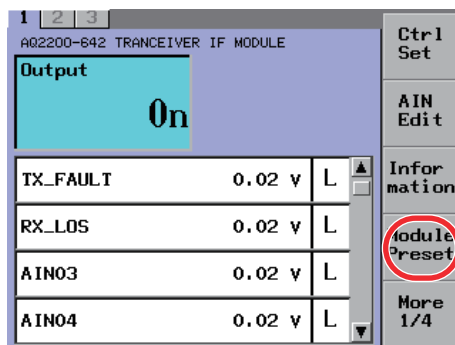 1 2 3
AQ2200-642 TRANCEIVER IF MODULE
Output
On
TX_FAULT 0.02 V L
RX_LOS 0.02 V L
AIN03 0.02 V L
AIN04 0.02 V L
Ctrl
Set
AIN
Edit
Infor
mation
Module
Preset
More
1/4